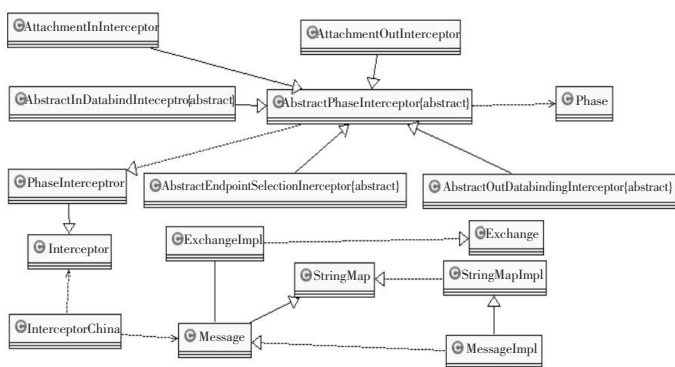 AttachmentInInterceptor
AttachmentOutInterceptor
AbstractInDatabindInteceptro{abstract}
AbstractPhaseInterceptor{abstract}
Phase
PhaseInterceptror
AbstractEndpointSelectionInerceptor{abstract}
AbstractOutDatabindingInterceptor{abstract}
Interceptor
ExchangeImpl
Exchange
StringMap
StringMapImpl
InterceptorChina
Message
MessageImpl